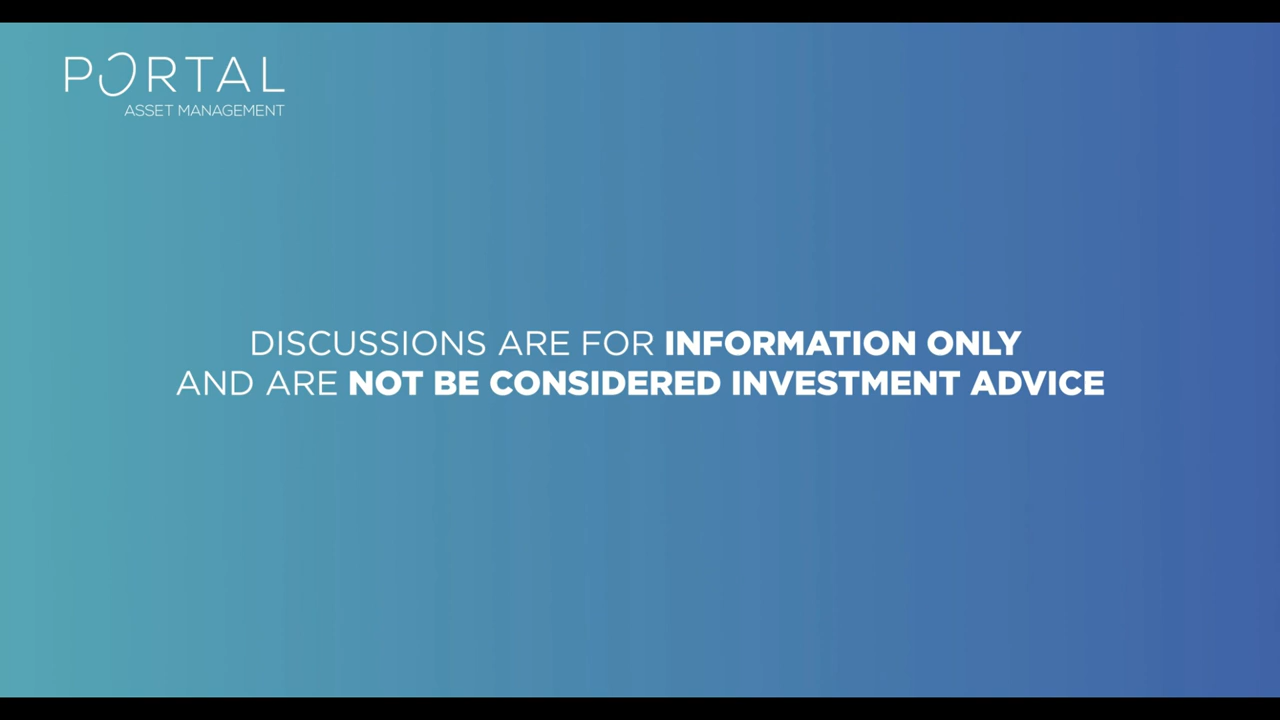 PORTAL
ASSET MANAGEMENT
DISCUSSIONS ARE FOR INFORMATION ONLY
AND ARE NOT BE CONSIDERED INVESTMENT ADVICE